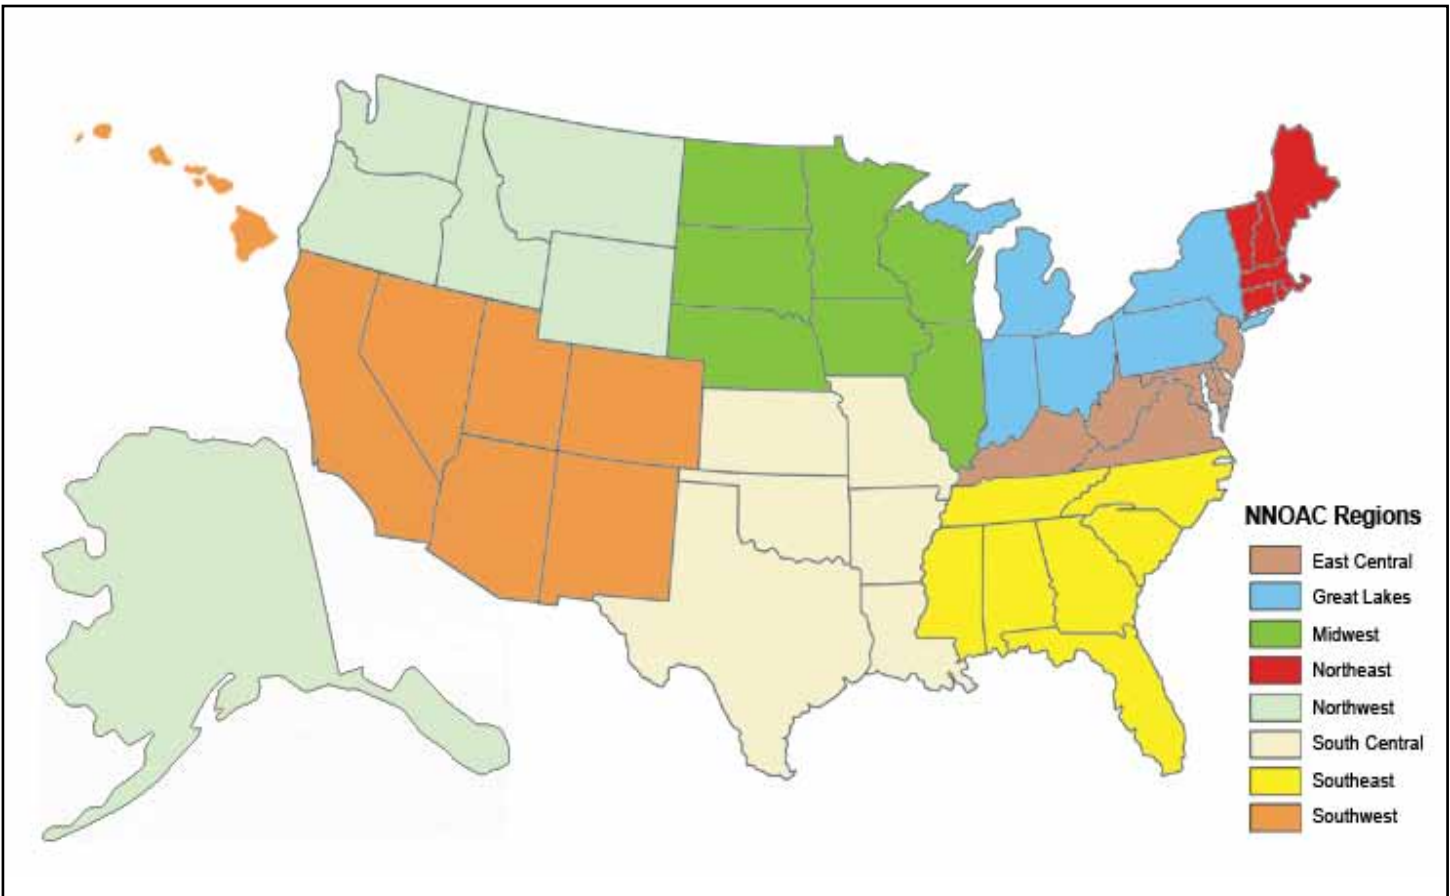 NNOAC Regions
East Central
Great Lakes
Midwest
Northeast
Northwest
South Central
Southeast
Southwest